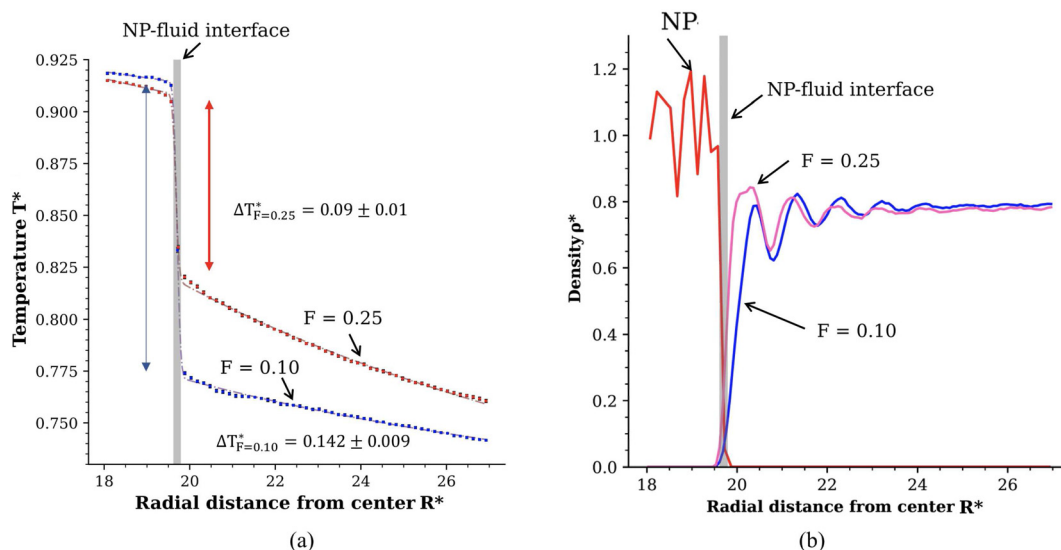 NP-fluid interface
0.925
0.900
0.875
0.850
0.825
0.800
0.775
0.750
Temperature T*
ΔT*F=0.25 = 0.09 ± 0.01
F = 0.25
F = 0.10
ΔT*F=0.10 = 0.142 ± 0.009
18 20 22 24 26
Radial distance from center R*
(a)
NP
NP-fluid interface
1.2
1.0
0.8
0.6
0.4
0.2
0.0
Density ρ*
F = 0.25
F = 0.10
18 20 22 24 26
Radial distance from center R*
(b)